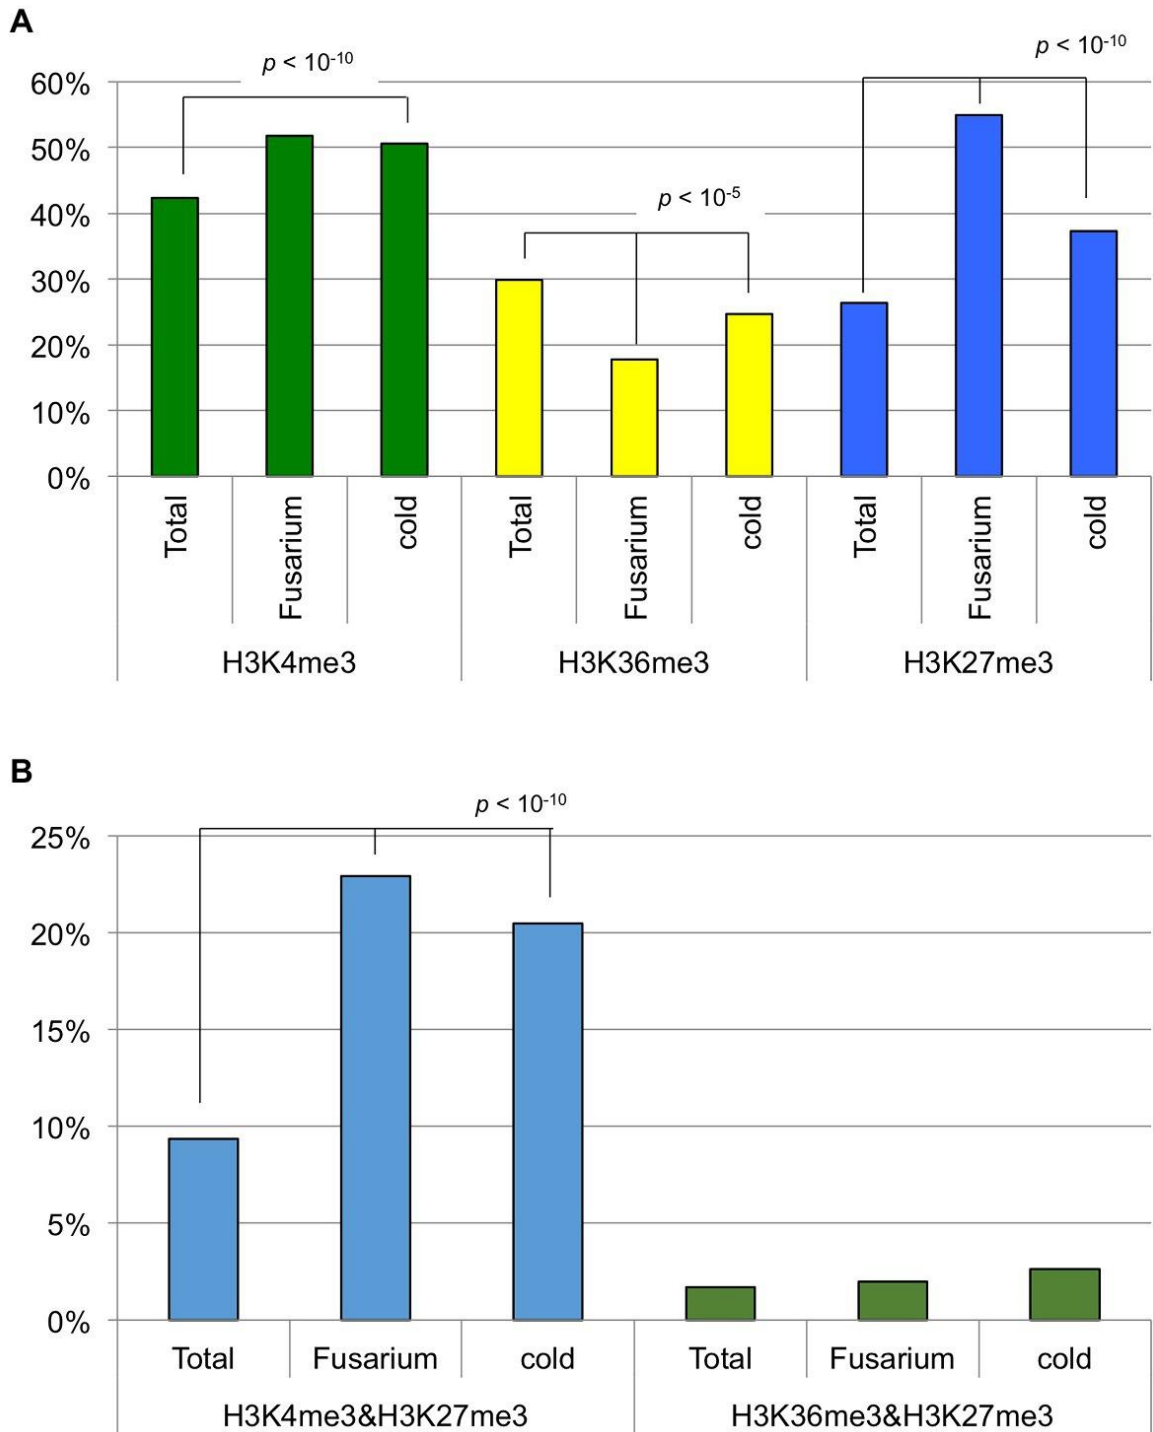 A
p < 10-10
p < 10-10
60%
50%
p < 10-5
40%
30%
20%
10%
0%
Total
Fusarium
cold
Total
Fusarium
cold
Total
Fusarium
cold
H3K4me3 H3K36me3 H3K27me3
B
p < 10-10
25%
20%
15%
10%
5%
0%
Total Fusarium cold Total Fusarium cold
H3K4me3&H3K27me3 H3K36me3&H3K27me3